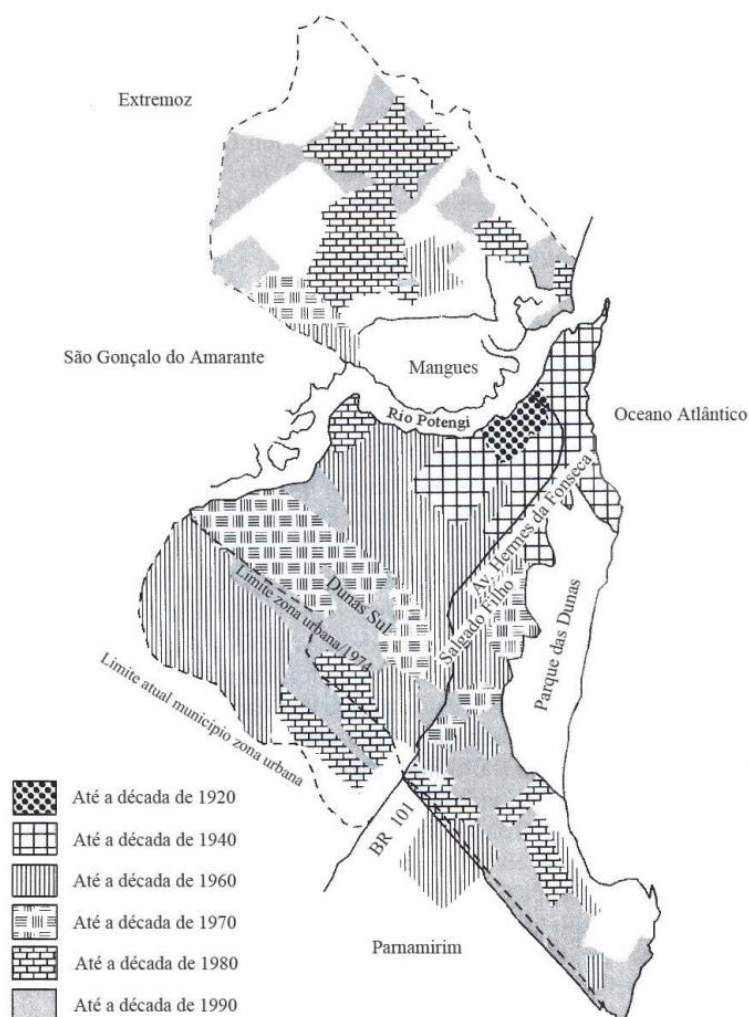 Extremoz
São Gonçalo do Amarante
Mangues
Rio Potengi
Oceano Atlântico
Av. Hermes da Fonseca
Salgado Filho
Dunas Sul
Limite zona urbana/1974
Parque das Dunas
Limite atual município zona urbana
BR 101
Parnamirim
Até a década de 1920
Até a década de 1940
Até a década de 1960
Até a década de 1970
Até a década de 1980
Até a década de 1990